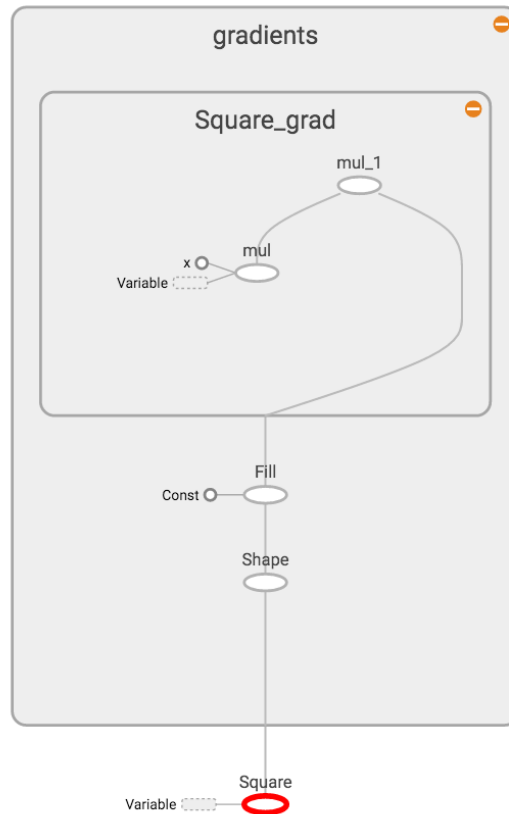 gradients
Square_grad
mul_1
mul
x
Variable
Fill
Const
Shape
Square
Variable